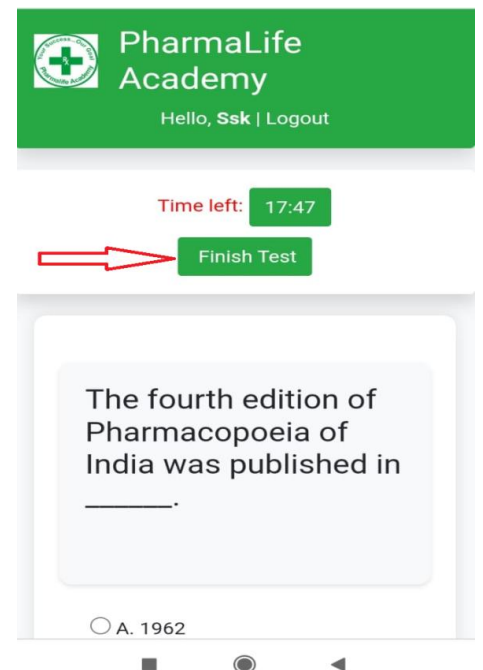 PharmaLife
Academy
Hello, Ssk | Logout
Time left: 17:47
Finish Test
The fourth edition of
Pharmacopoeia of
India was published in
______.
A. 1962